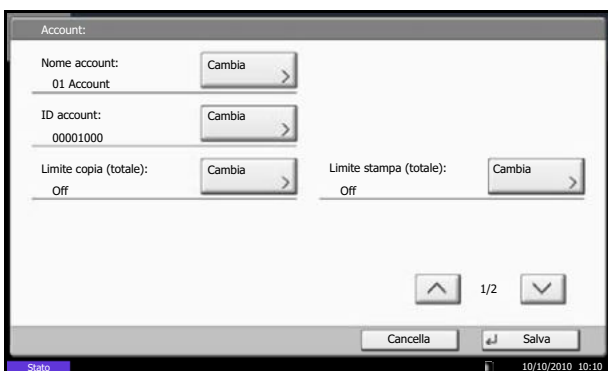 Account:
Nome account:
01 Account
Cambia
ID account:
00001000
Cambia
Limite copia (totale):
Off
Cambia
Limite stampa (totale):
Off
Cambia
1/2
Cancella
Salva
Stato
10/10/2010 10:10